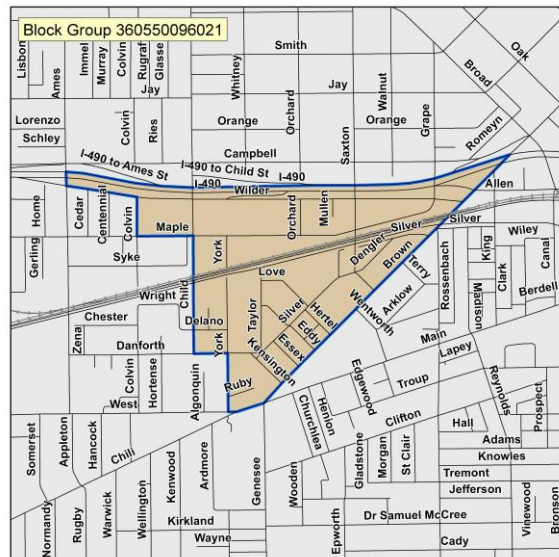 Block Group 360550096021
Lisbon
Ames
Immel
Murray
Colvin
Rugraf
Glasse
Jay
Smith
Whitney
Orchard
Jay
Walnut
Broad
Oak
Lorenzo
Schley
Colvin
Ries
Orange
Saxton
Orange
Grape
Romeyn
Campbell
I-490 to Ames St
I-490 to Child St
I-490
I-490
Wilder
Allen
Home
Cedar
Centennial
Colvin
Maple
Orchard
Mullen
Silver
Silver
Gerling
Syke
York
Dengler
Brown
Wiley
King
Canal
Love
Terry
Rossenbach
Clark
Wright
Child
Taylor
Silver
Hertel
Wentworth
Arklow
Madison
Berdell
Chester
Delano
Eddy
Main
Zena
Danforth
York
Essex
Lapey
Colvin
Hortense
Kensington
Edgewood
Troup
Reynolds
West
Algonquin
Ruby
Churchlea
Henion
Clifton
Prospect
Somerset
Appleton
Hancock
Chili
Hall
Adams
Knowles
Kenwood
Ardmore
Genesee
Wooden
Gladstone
Morgan
St Clair
Tremont
Jefferson
Normandy
Rugby
Warwick
Wellington
Kirkland
Wayne
Epworth
Dr Samuel McCree
Cady
Vinewood
Bronson